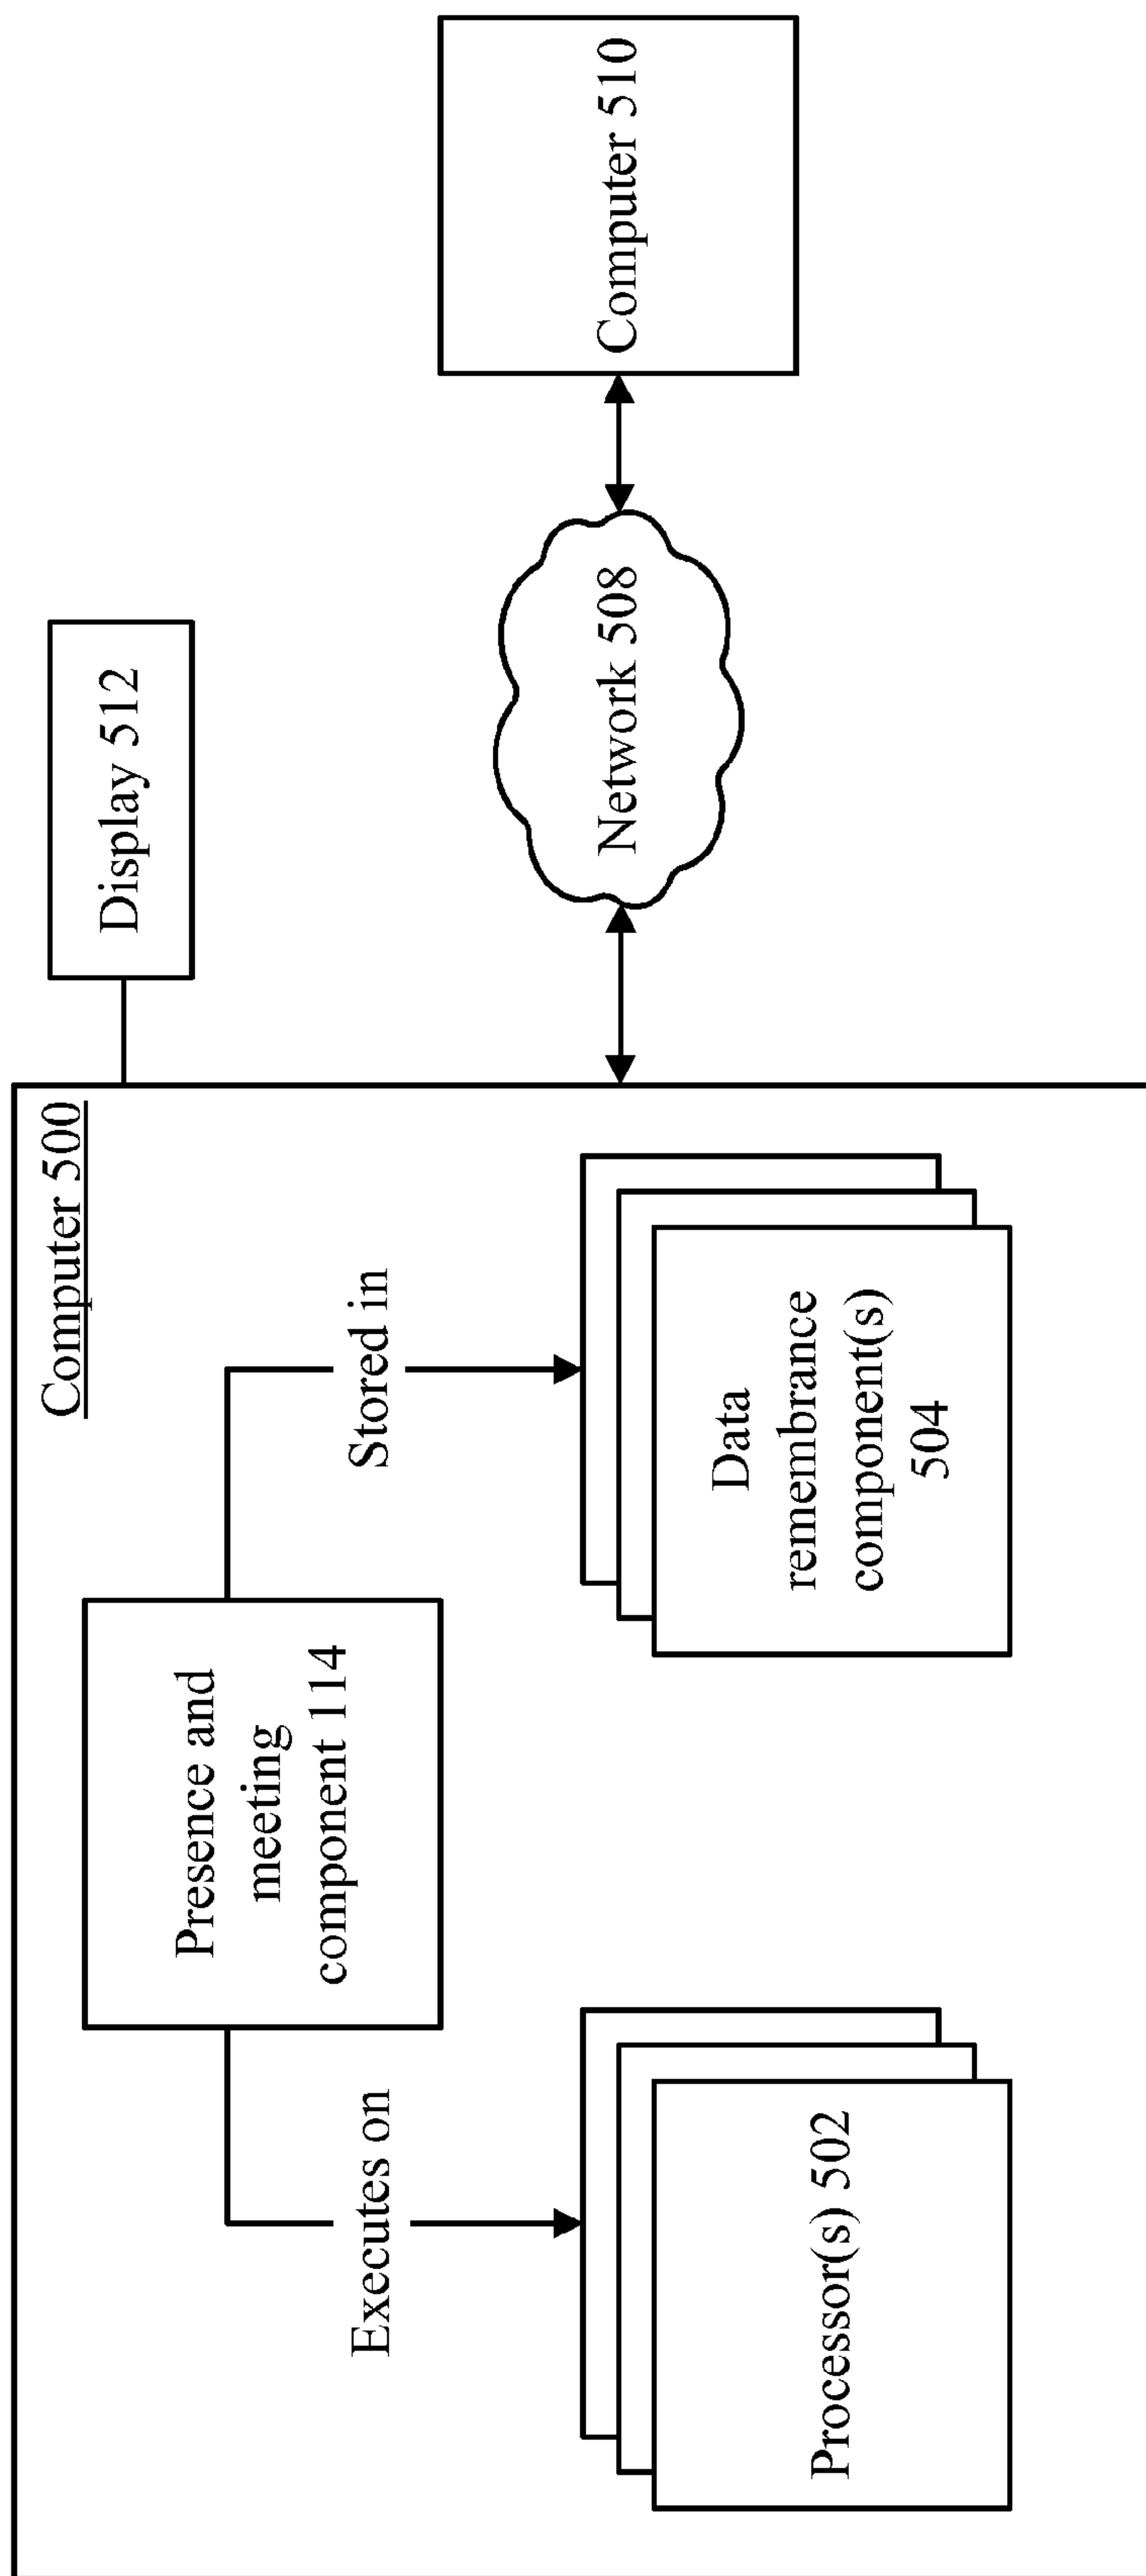 Computer 500
Presence and
meeting
component 114
Executes on
Stored in
Processor(s) 502
Data
remembrance
component(s)
504
Display 512
Network 508
Computer 510